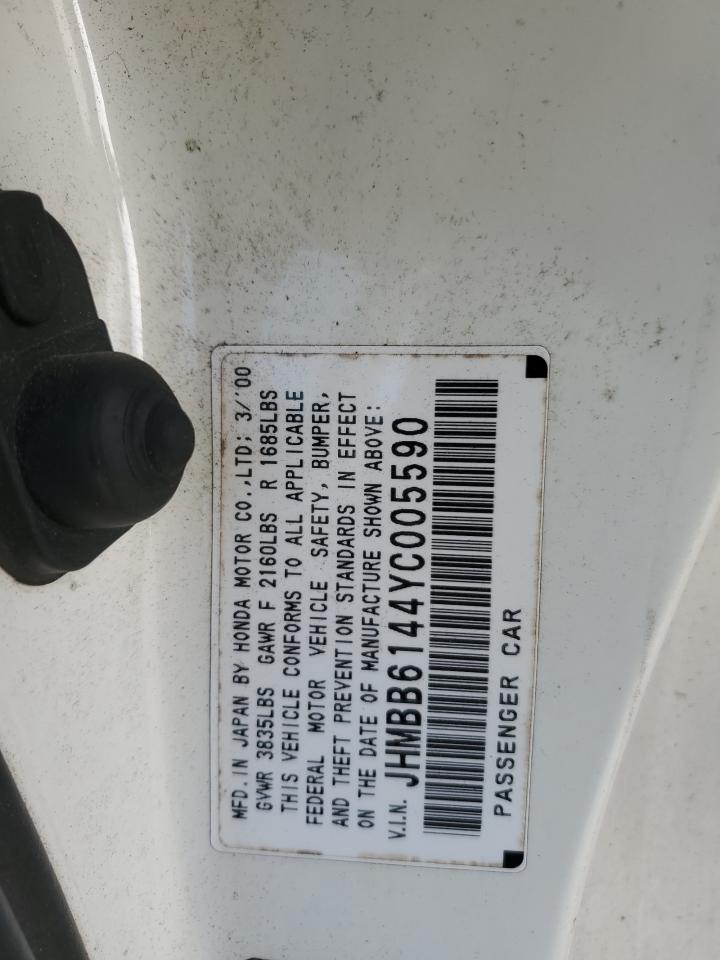 MFD. IN JAPAN BY HONDA MOTOR CO.,LTD; 3/'00
GVWR 3835LBS GAWR F 2160LBS R 1685LBS
THIS VEHICLE CONFORMS TO ALL APPLICABLE
FEDERAL MOTOR VEHICLE SAFETY, BUMPER,
AND THEFT PREVENTION STANDARDS IN EFFECT
ON THE DATE OF MANUFACTURE SHOWN ABOVE:
V.I.N. JHMBB6144YC005590
PASSENGER CAR